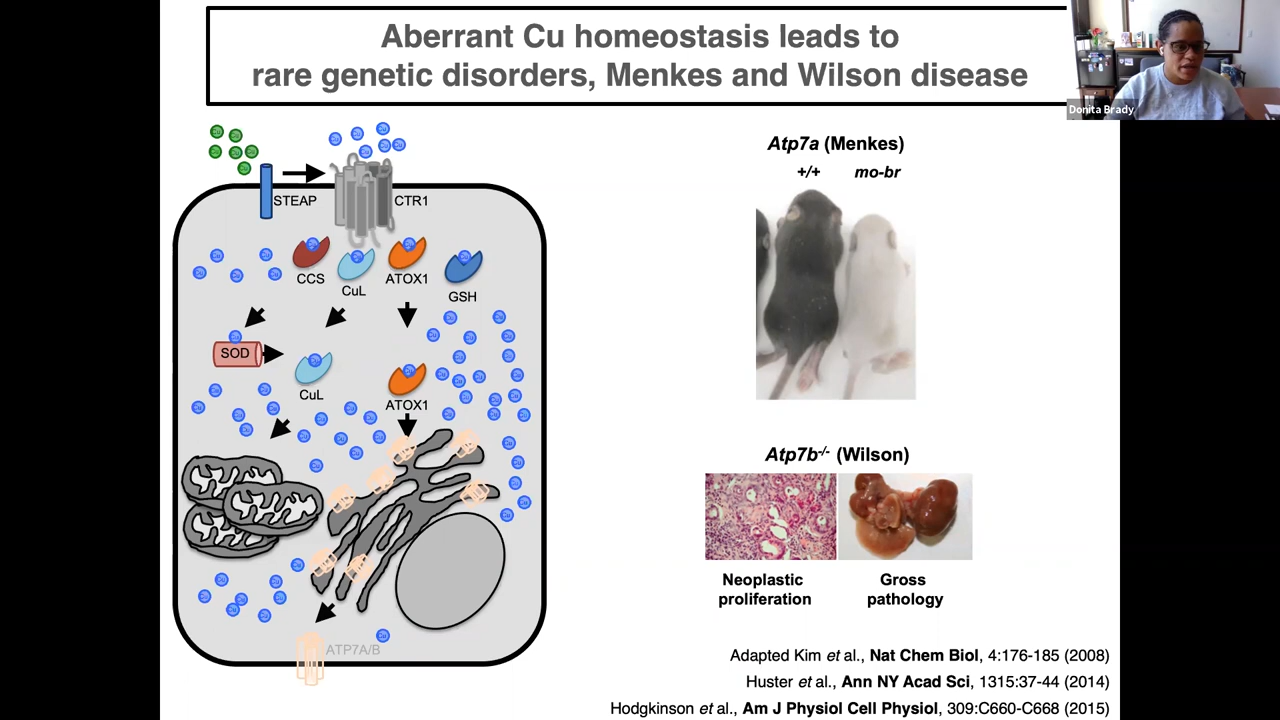 Aberrant Cu homeostasis leads to
rare genetic disorders, Menkes and Wilson disease
Donita Brady
STEAP
CTR1
CCS
CuL
ATOX1
GSH
SOD
CuL
ATOX1
ATP7A/B
Atp7a (Menkes)
+/+ mo-br
Atp7b-/- (Wilson)
Neoplastic
proliferation
Gross
pathology
Adapted Kim et al., Nat Chem Biol, 4:176-185 (2008)
Huster et al., Ann NY Acad Sci, 1315:37-44 (2014)
Hodgkinson et al., Am J Physiol Cell Physiol, 309:C660-C668 (2015)